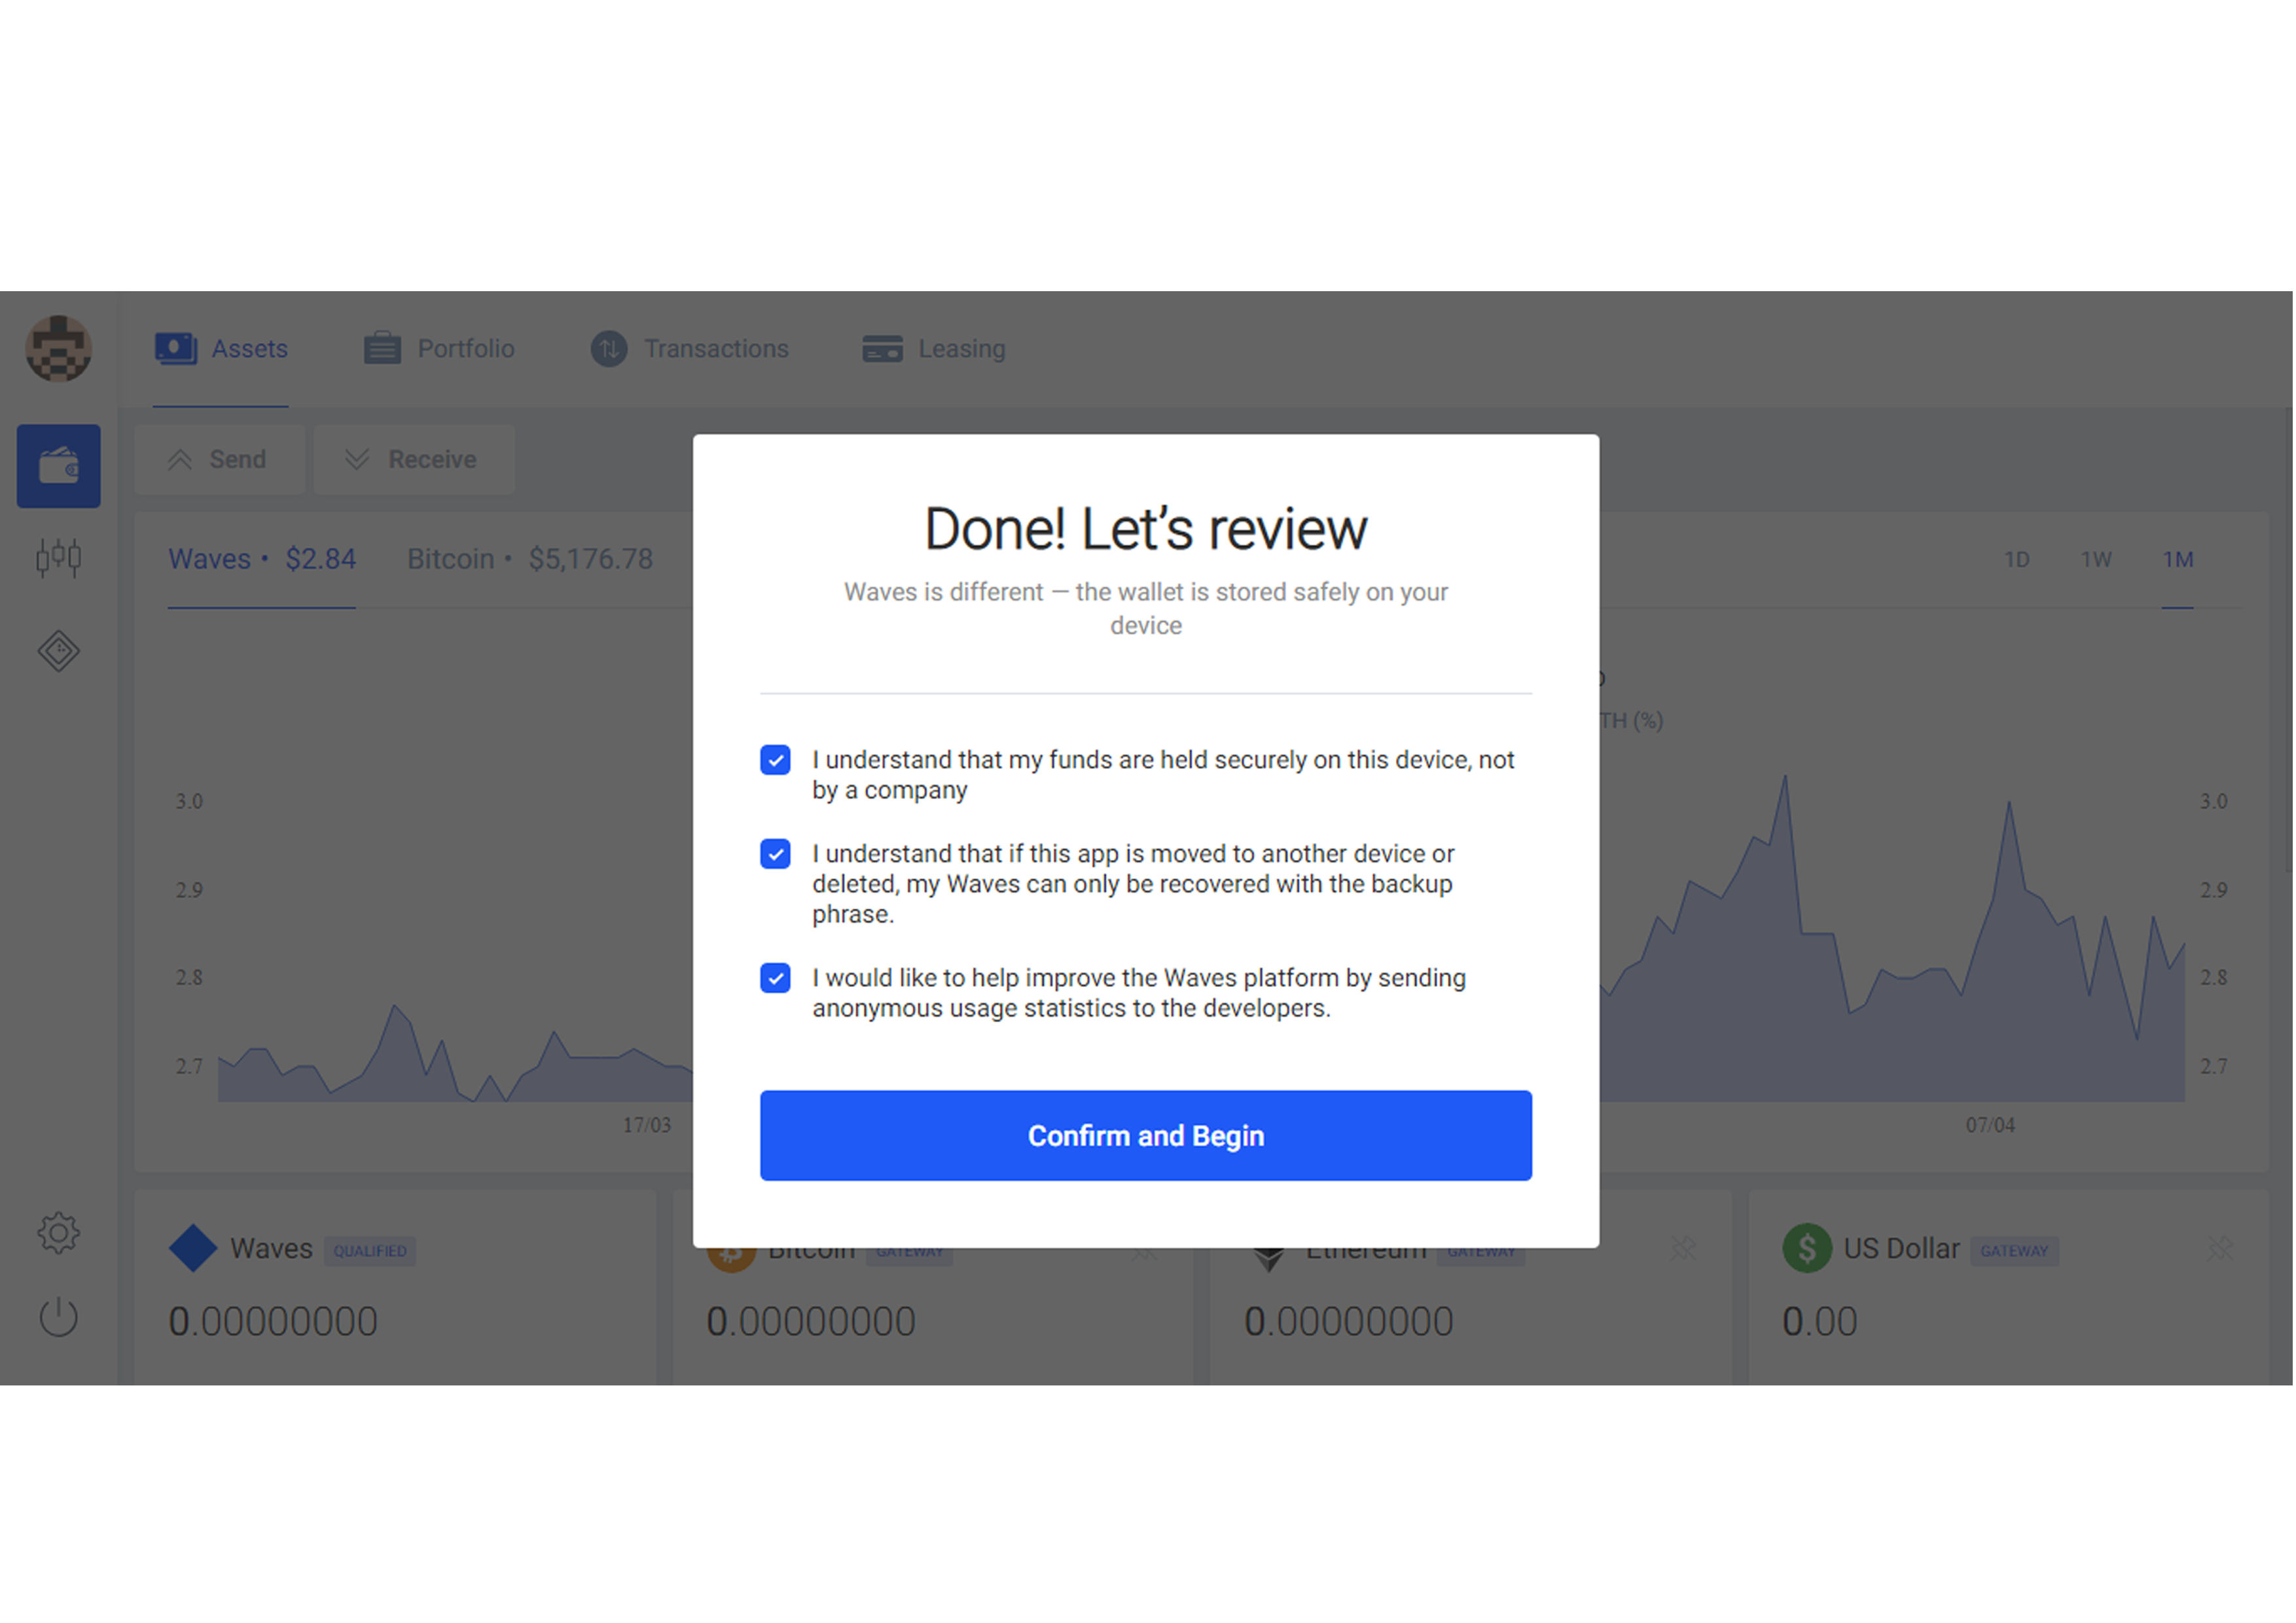 Assets
Portfolio
Transactions
Leasing
Send
Receive
Waves • $2.84
Bitcoin • $5,176.78
1D
1W
1M
Done! Let’s review
Waves is different — the wallet is stored safely on your
device
TH (%)
I understand that my funds are held securely on this device, not
by a company
I understand that if this app is moved to another device or
deleted, my Waves can only be recovered with the backup
phrase.
I would like to help improve the Waves platform by sending
anonymous usage statistics to the developers.
Confirm and Begin
3.0
2.9
2.8
2.7
3.0
2.9
2.8
2.7
17/03
07/04
Waves QUALIFIED
0.00000000
Bitcoin GATEWAY
0.00000000
Ethereum GATEWAY
0.00000000
US Dollar GATEWAY
0.00